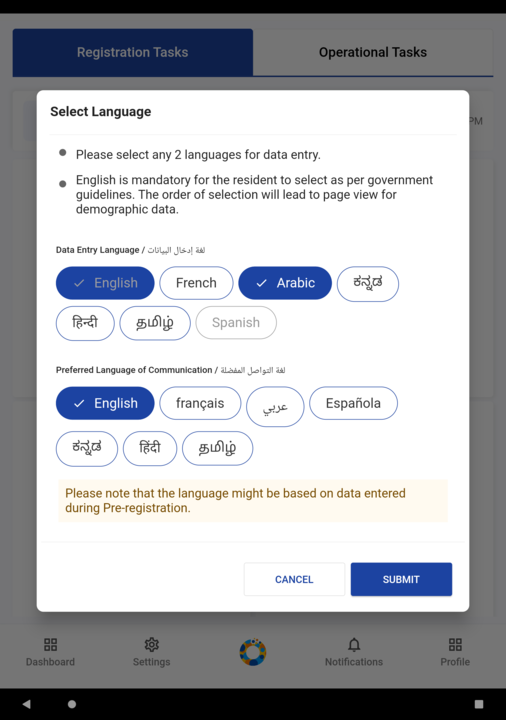 Registration Tasks
Operational Tasks
PM
Select Language
Please select any 2 languages for data entry.
English is mandatory for the resident to select as per government
guidelines. The order of selection will lead to page view for
demographic data.
Data Entry Language / لغة إدخال البيانات
English French Arabic ಕನ್ನಡ
हिन्दी தமிழ் Spanish
Preferred Language of Communication / لغة التواصل المفضلة
English français عربي Española
ಕನ್ನಡ हिंदी தமிழ்
Please note that the language might be based on data entered
during Pre-registration.
CANCEL SUBMIT
Dashboard Settings Notifications Profile